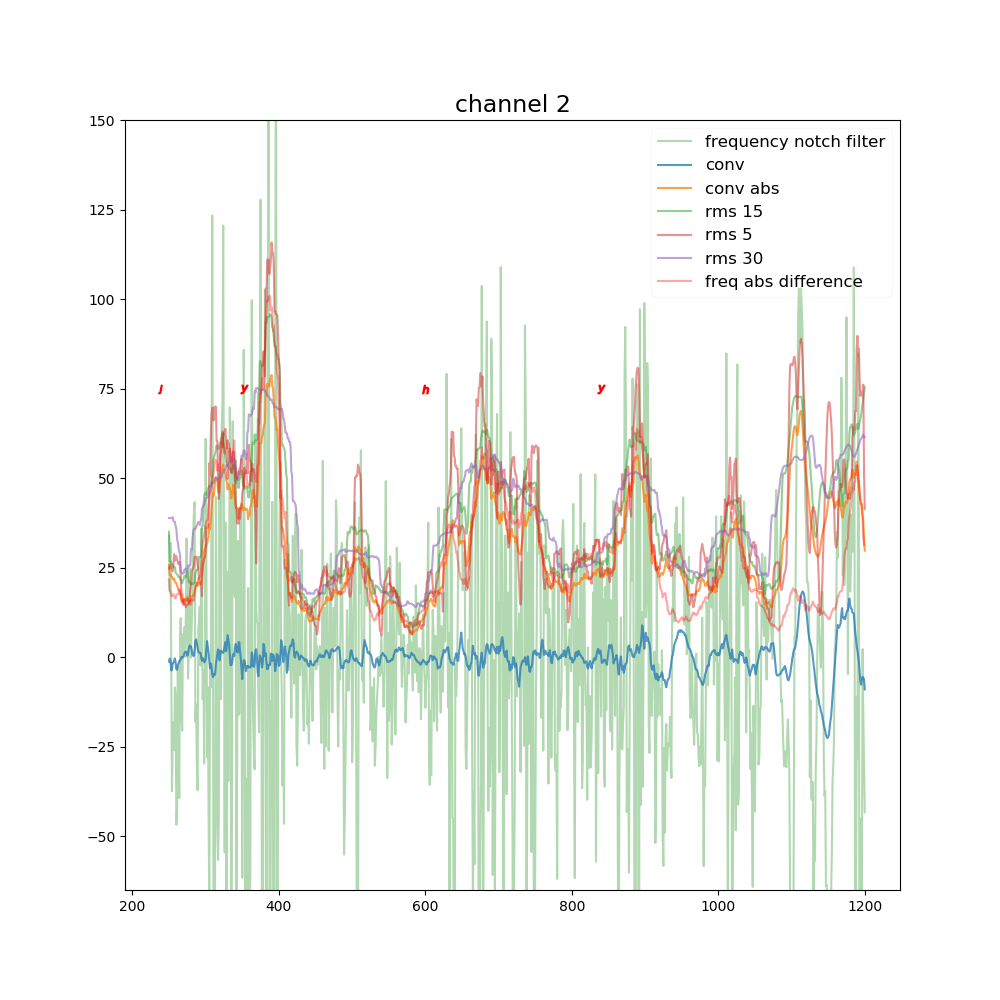 channel 2
150
125
100
75
50
25
0
−25
−50
frequency notch filter
conv
conv abs
rms 15
rms 5
rms 30
freq abs difference
j y h y
200 400 600 800 1000 1200